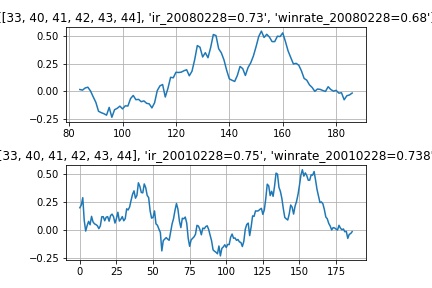 [33, 40, 41, 42, 43, 44], 'ir_20080228=0.73', 'winrate_20080228=0.68'
0.50
0.25
0.00
−0.25
80 100 120 140 160 180
[33, 40, 41, 42, 43, 44], 'ir_20010228=0.75', 'winrate_20010228=0.738'
0.50
0.25
0.00
−0.25
0 25 50 75 100 125 150 175